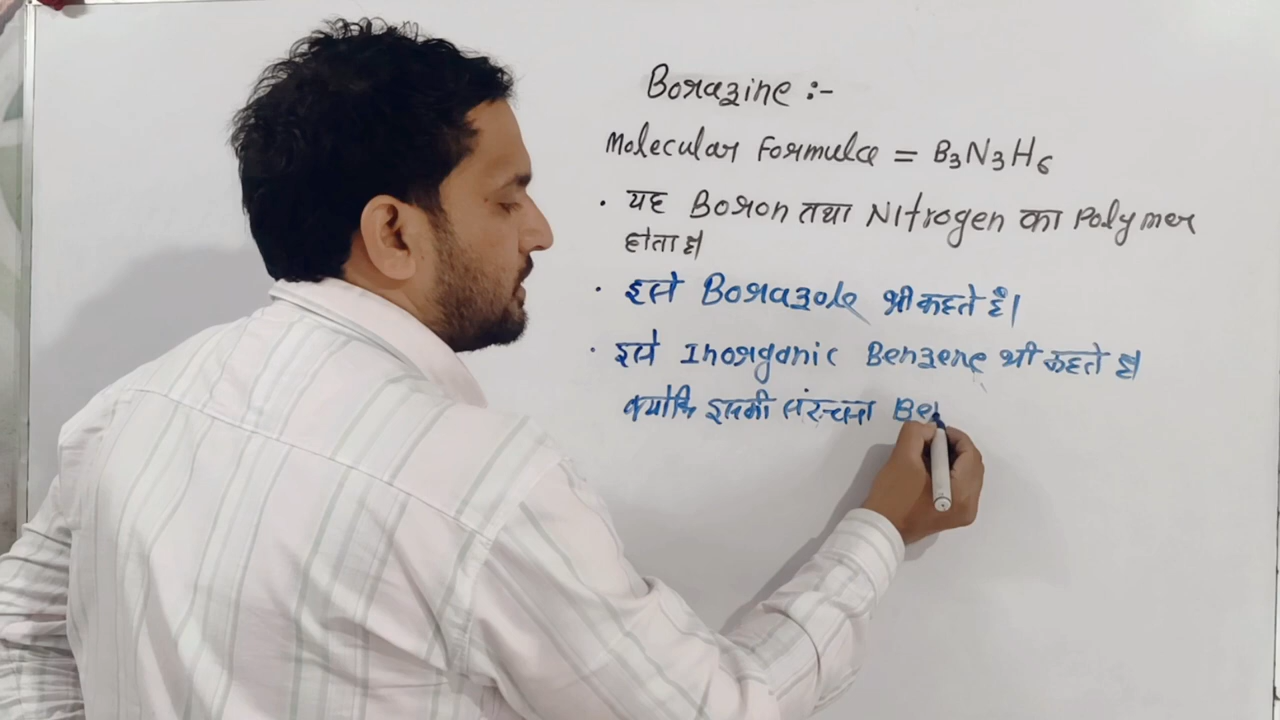 Borazine :-
Molecular Formula = B₃N₃H₆
· यह Boron तथा Nitrogen का Polymer
होता है।
· इसे Borazole भी कहते हैं।
· इसे Inorganic Benzene भी कहते है।
क्योंकि इसकी संरचना Be